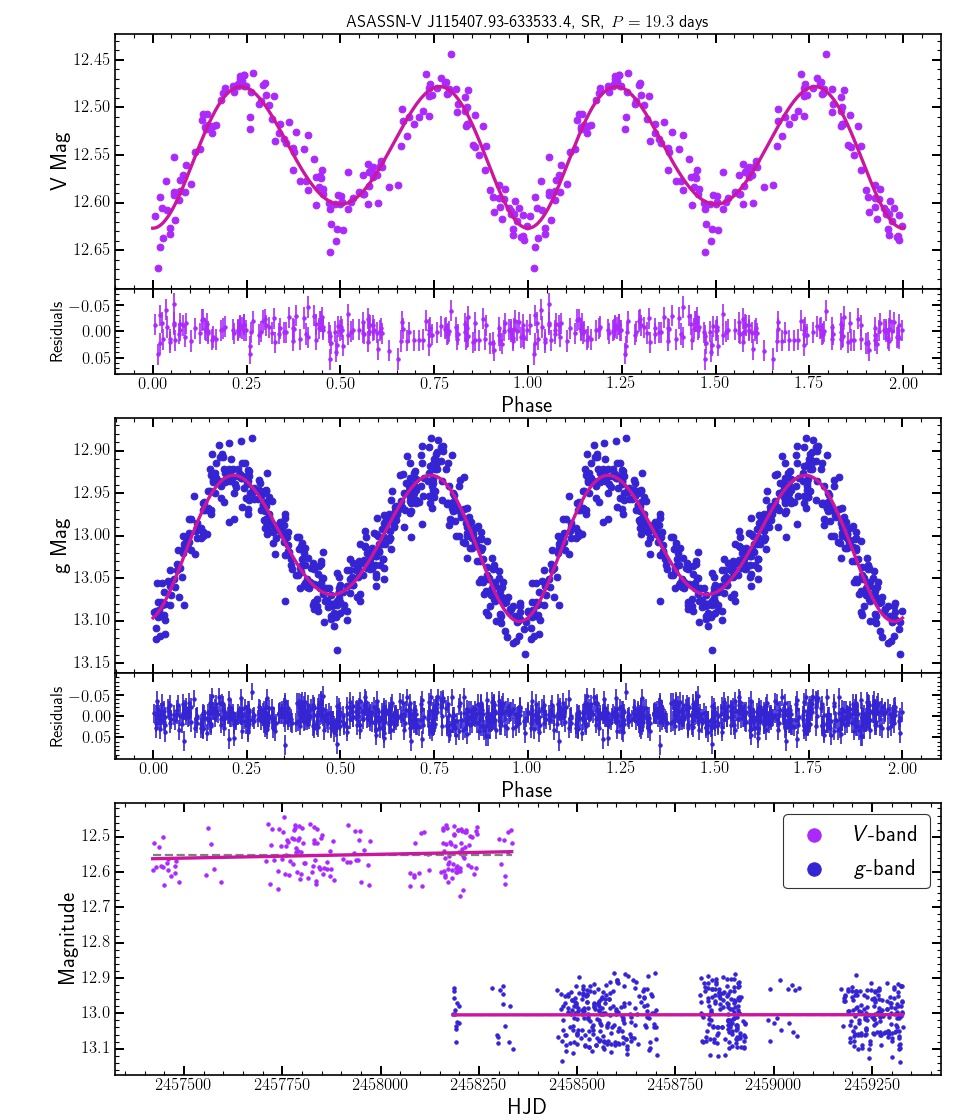 ASASSN-V J115407.93-633533.4, SR, P = 19.3 days
12.45
12.50
12.55
12.60
12.65
V Mag
−0.05
0.00
0.05
Residuals
0.00 0.25 0.50 0.75 1.00 1.25 1.50 1.75 2.00
Phase
12.90
12.95
13.00
13.05
13.10
13.15
g Mag
−0.05
0.00
0.05
Residuals
0.00 0.25 0.50 0.75 1.00 1.25 1.50 1.75 2.00
Phase
12.5
12.6
12.7
12.8
12.9
13.0
13.1
Magnitude
V-band
g-band
2457500 2457750 2458000 2458250 2458500 2458750 2459000 2459250
HJD